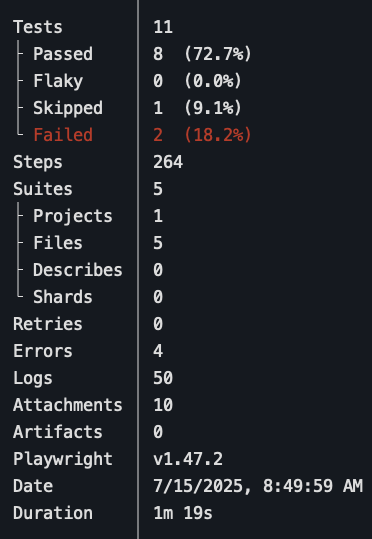 Tests │ 11
├ Passed │ 8 (72.7%)
├ Flaky │ 0 (0.0%)
├ Skipped │ 1 (9.1%)
└ Failed │ 2 (18.2%)
Steps │ 264
Suites │ 5
├ Projects │ 1
├ Files │ 5
├ Describes │ 0
└ Shards │ 0
Retries │ 0
Errors │ 4
Logs │ 50
Attachments │ 10
Artifacts │ 0
Playwright │ v1.47.2
Date │ 7/15/2025, 8:49:59 AM
Duration │ 1m 19s